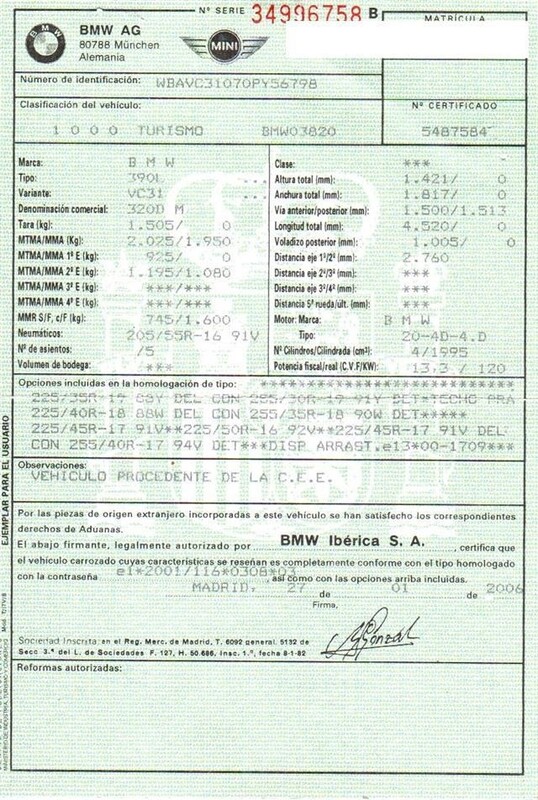 Nº SERIE 34996758 B
MATRÍCULA
BMW
BMW AG
80788 München
Alemania
MINI
Número de identificación: WBAVC31070PY56798
Clasificación del vehículo:
1000 TURISMO BMW03820
Nº CERTIFICADO
5487584
Marca: BMW
Tipo: 390L ...
Variante: VC31 ...
Denominación comercial: 320D M
Tara (kg): 1.505/ 0
MTMA/MMA (Kg): 2.025/1.950
MTMA/MMA 1º E (kg): 925/ 0
MTMA/MMA 2º E (kg): 1.195/1.080
MTMA/MMA 3º E (kg): ***/***
MTMA/MMA 4º E (kg): ***/***
MMR S/F, c/F (kg): 745/1.600
Neumáticos: 205/55R-16 91V
Nº de asientos: /5
Volumen de bodega: ***
Clase: ***
Altura total (mm): 1.421/ 0
Anchura total (mm): 1.817/ 0
Vía anterior/posterior (mm): 1.500/1.513
Longitud total (mm): 4.520/ 0
Voladizo posterior (mm): 1.005/ 0
Distancia eje 1º/2º (mm): 2.760
Distancia eje 2º/3º (mm): ***
Distancia eje 3º/4º (mm): ***
Distancia 5ª rueda/últ. (mm): ***
Motor: Marca: BMW
Tipo: 20-4D-4.D
Nº Cilindros/Cilindrada (cm³): 4/1995
Potencia fiscal/real (C.V.F/KW): 13.3 / 120
Opciones incluidas en la homologación de tipo: **********************
225/35R-19 88Y DEL CON 255/30R-19 91Y DET*TECHO PRA
225/40R-18 88W DEL CON 255/35R-18 90W DET*****
225/45R-17 91V**225/50R-16 92V**225/45R-17 91V DEL
CON 255/40R-17 94V DET***DISP ARRAST.e13*00-1709***
Observaciones:
VEHICULO PROCEDENTE DE LA C.E.E.
Por las piezas de origen extranjero incorporadas a este vehículo se han satisfecho los correspondientes
derechos de Aduanas.
El abajo firmante, legalmente autorizado por BMW Ibérica S. A., certifica que
el vehículo carrozado cuyas características se reseñan es completamente conforme con el tipo homologado
con la contraseña e1*2001/116*0308*03, así como con las opciones arriba incluidas.
MADRID, 27 de 01 de 2006
Firma,
Sociedad Inscrita: en el Reg. Merc. de Madrid, T. 6092 general. 5132 de
Secc 3.ª del L. de Sociedades F. 127, H. 50.686, Insc. 1.ª, fecha 8-1-82
Reformas autorizadas:
EJEMPLAR PARA EL USUARIO
MINISTERIO DE INDUSTRIA, TURISMO Y COMERCIO